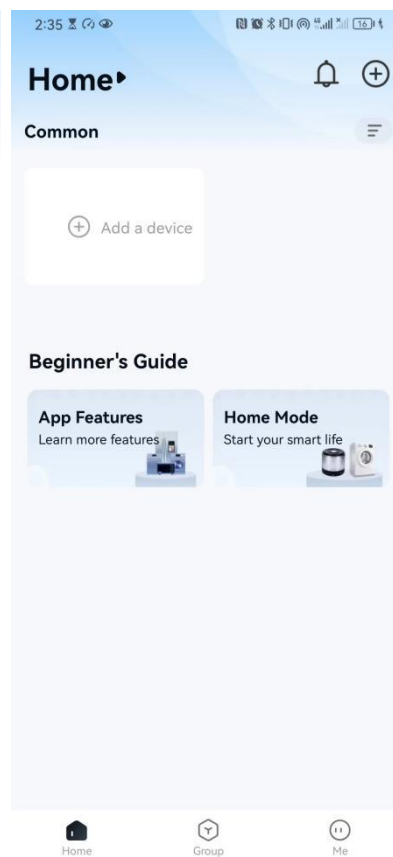 2:35
16
Home
Common
Add a device
Beginner's Guide
App Features
Learn more features
Home Mode
Start your smart life
Home
Group
Me